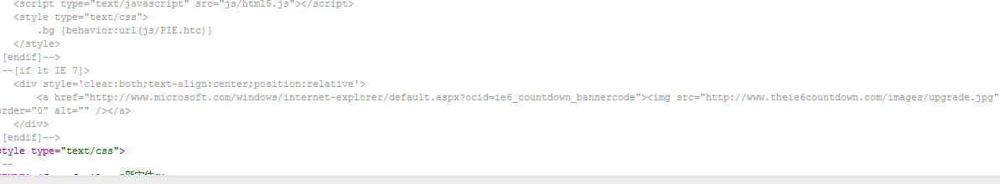 <script type="text/javascript" src="js/html5.js"></script>
<style type="text/css">
.bg {behavior:url(js/PIE.htc)}
</style>
[endif]-->
--[if lt IE 7]>
<div style='clear:both;text-align:center;position:relative'>
<a href="http://www.microsoft.com/windows/internet-explorer/default.aspx?ocid=ie6_countdown_bannercode"><img src="http://www.theie6countdown.com/images/upgrade.jpg"
order="0" alt="" /></a>
</div>
[endif]-->
style type="text/css">
--